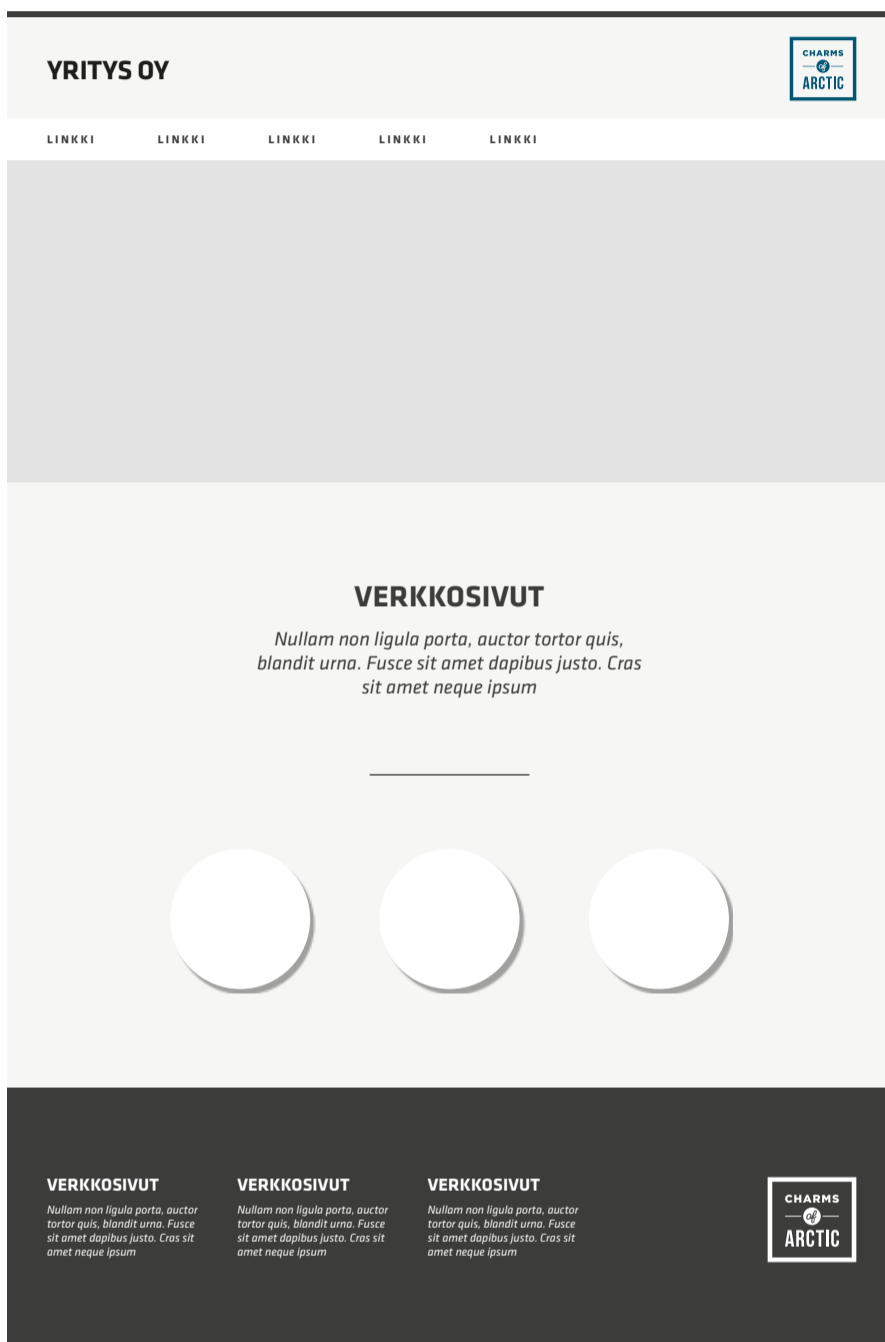 YRITYS OY
CHARMS
of
ARCTIC
LINKKI LINKKI LINKKI LINKKI LINKKI
VERKKOSIVUT
Nullam non ligula porta, auctor tortor quis,
blandit urna. Fusce sit amet dapibus justo. Cras
sit amet neque ipsum
VERKKOSIVUT
Nullam non ligula porta, auctor
tortor quis, blandit urna. Fusce
sit amet dapibus justo. Cras sit
amet neque ipsum
VERKKOSIVUT
Nullam non ligula porta, auctor
tortor quis, blandit urna. Fusce
sit amet dapibus justo. Cras sit
amet neque ipsum
VERKKOSIVUT
Nullam non ligula porta, auctor
tortor quis, blandit urna. Fusce
sit amet dapibus justo. Cras sit
amet neque ipsum
CHARMS
of
ARCTIC